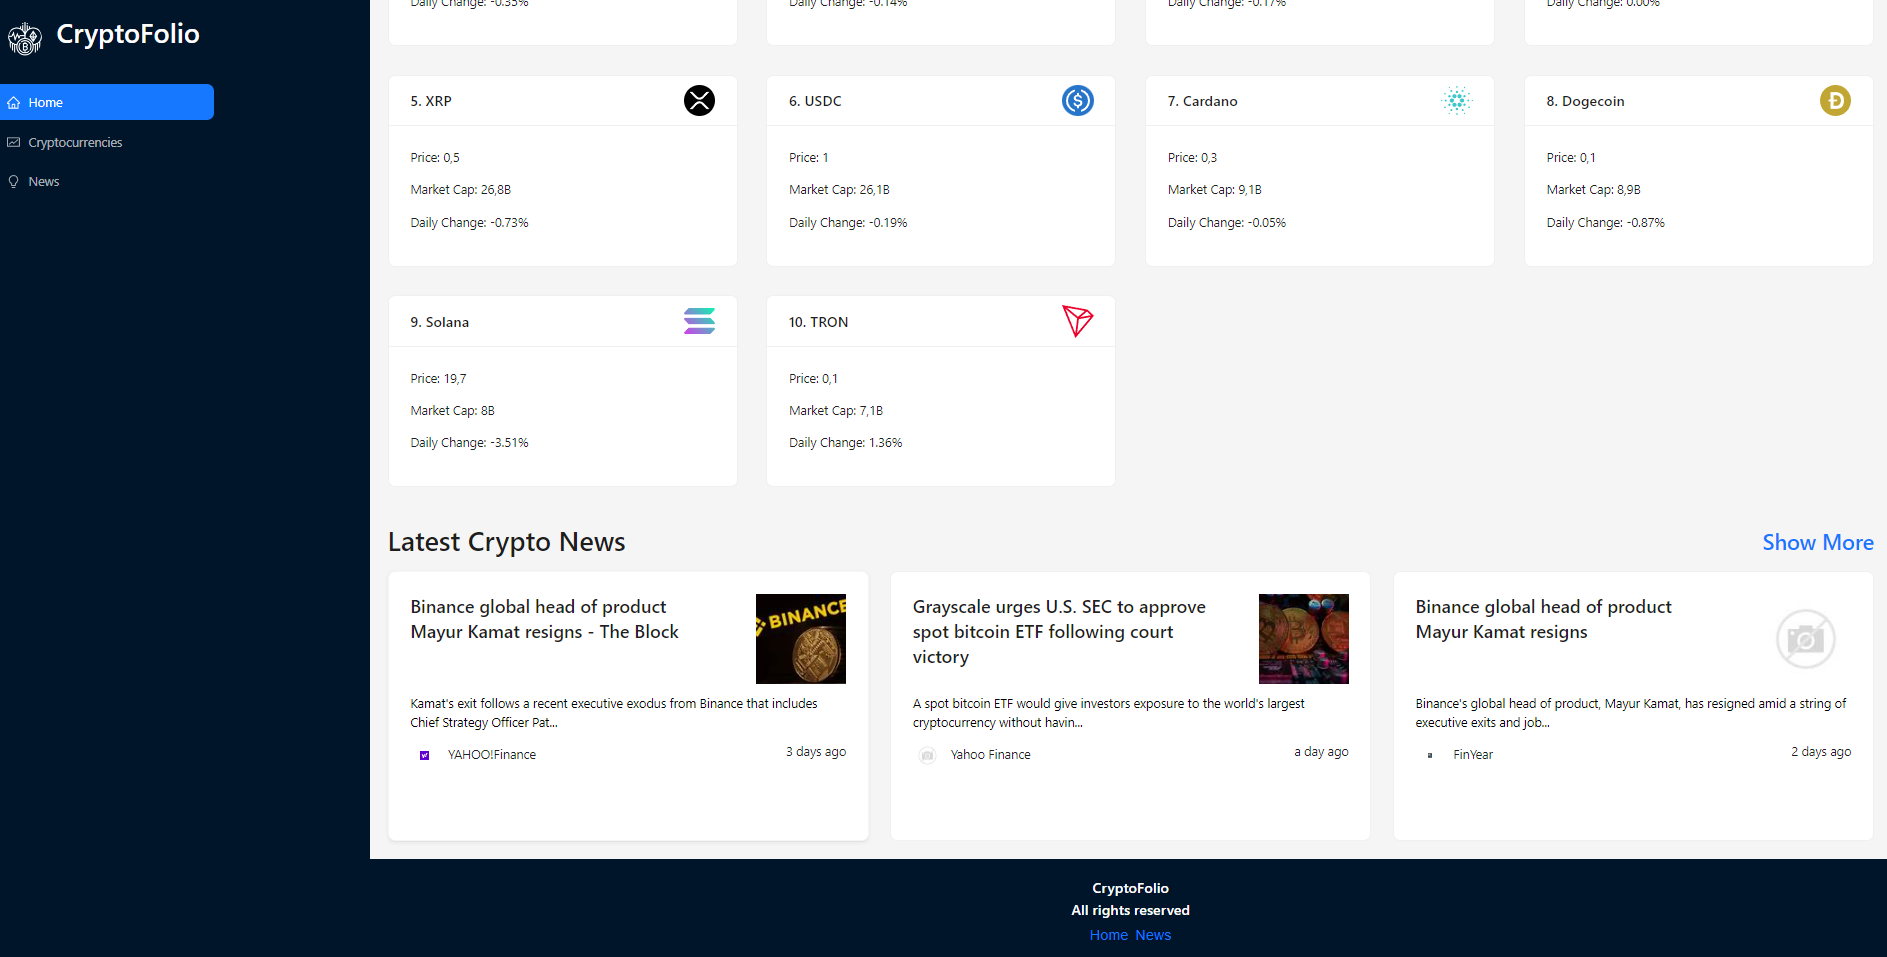 CryptoFolio
Home
Cryptocurrencies
News
Daily Change: -0.35%
Daily Change: -0.14%
Daily Change: -0.17%
Daily Change: 0.00%
5. XRP
Price: 0,5
Market Cap: 26,8B
Daily Change: -0.73%
6. USDC
Price: 1
Market Cap: 26,1B
Daily Change: -0.19%
7. Cardano
Price: 0,3
Market Cap: 9,1B
Daily Change: -0.05%
8. Dogecoin
Price: 0,1
Market Cap: 8,9B
Daily Change: -0.87%
9. Solana
Price: 19,7
Market Cap: 8B
Daily Change: -3.51%
10. TRON
Price: 0,1
Market Cap: 7,1B
Daily Change: 1.36%
Latest Crypto News
Show More
Binance global head of product
Mayur Kamat resigns - The Block
BINANCE
Kamat's exit follows a recent executive exodus from Binance that includes
Chief Strategy Officer Pat...
YAHOO!Finance
3 days ago
Grayscale urges U.S. SEC to approve
spot bitcoin ETF following court
victory
A spot bitcoin ETF would give investors exposure to the world's largest
cryptocurrency without havin...
Yahoo Finance
a day ago
Binance global head of product
Mayur Kamat resigns
Binance's global head of product, Mayur Kamat, has resigned amid a string of
executive exits and job...
FinYear
2 days ago
CryptoFolio
All rights reserved
Home News